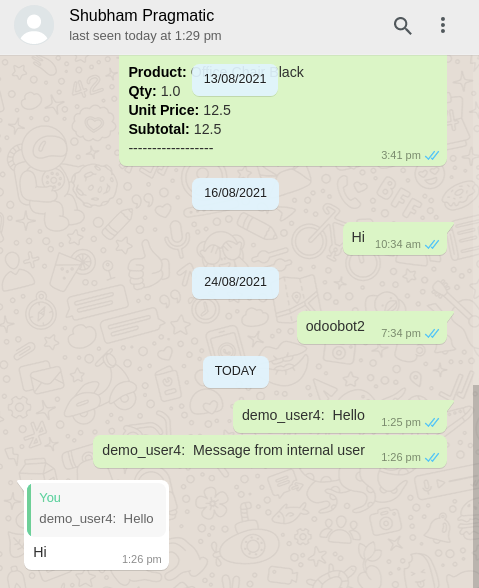 Shubham Pragmatic
last seen today at 1:29 pm
13/08/2021
Product: Office Chair Black
Qty: 1.0
Unit Price: 12.5
Subtotal: 12.5
------------------
3:41 pm
16/08/2021
Hi 10:34 am
24/08/2021
odoobot2 7:34 pm
TODAY
demo_user4: Hello 1:25 pm
demo_user4: Message from internal user 1:26 pm
You
demo_user4: Hello
Hi 1:26 pm